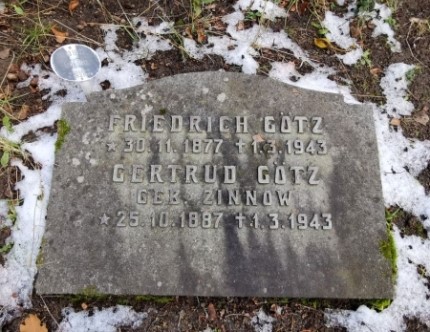 FRIEDRICH GÖTZ
* 30.11.1877 †1.3.1943
GERTRUD GÖTZ
GEB. ZINNOW
* 25.10.1887 †1.3.1943